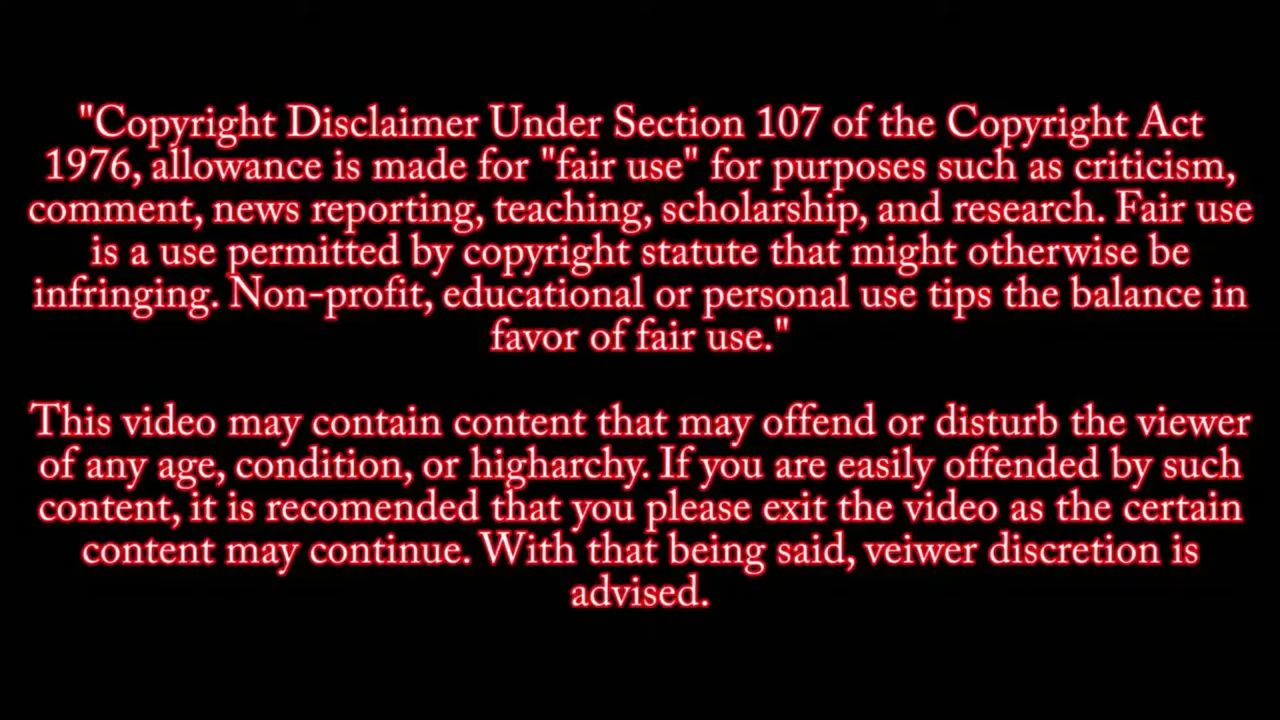 "Copyright Disclaimer Under Section 107 of the Copyright Act
1976, allowance is made for "fair use" for purposes such as criticism,
comment, news reporting, teaching, scholarship, and research. Fair use
is a use permitted by copyright statute that might otherwise be
infringing. Non-profit, educational or personal use tips the balance in
favor of fair use."
This video may contain content that may offend or disturb the viewer
of any age, condition, or higharchy. If you are easily offended by such
content, it is recomended that you please exit the video as the certain
content may continue. With that being said, veiwer discretion is
advised.